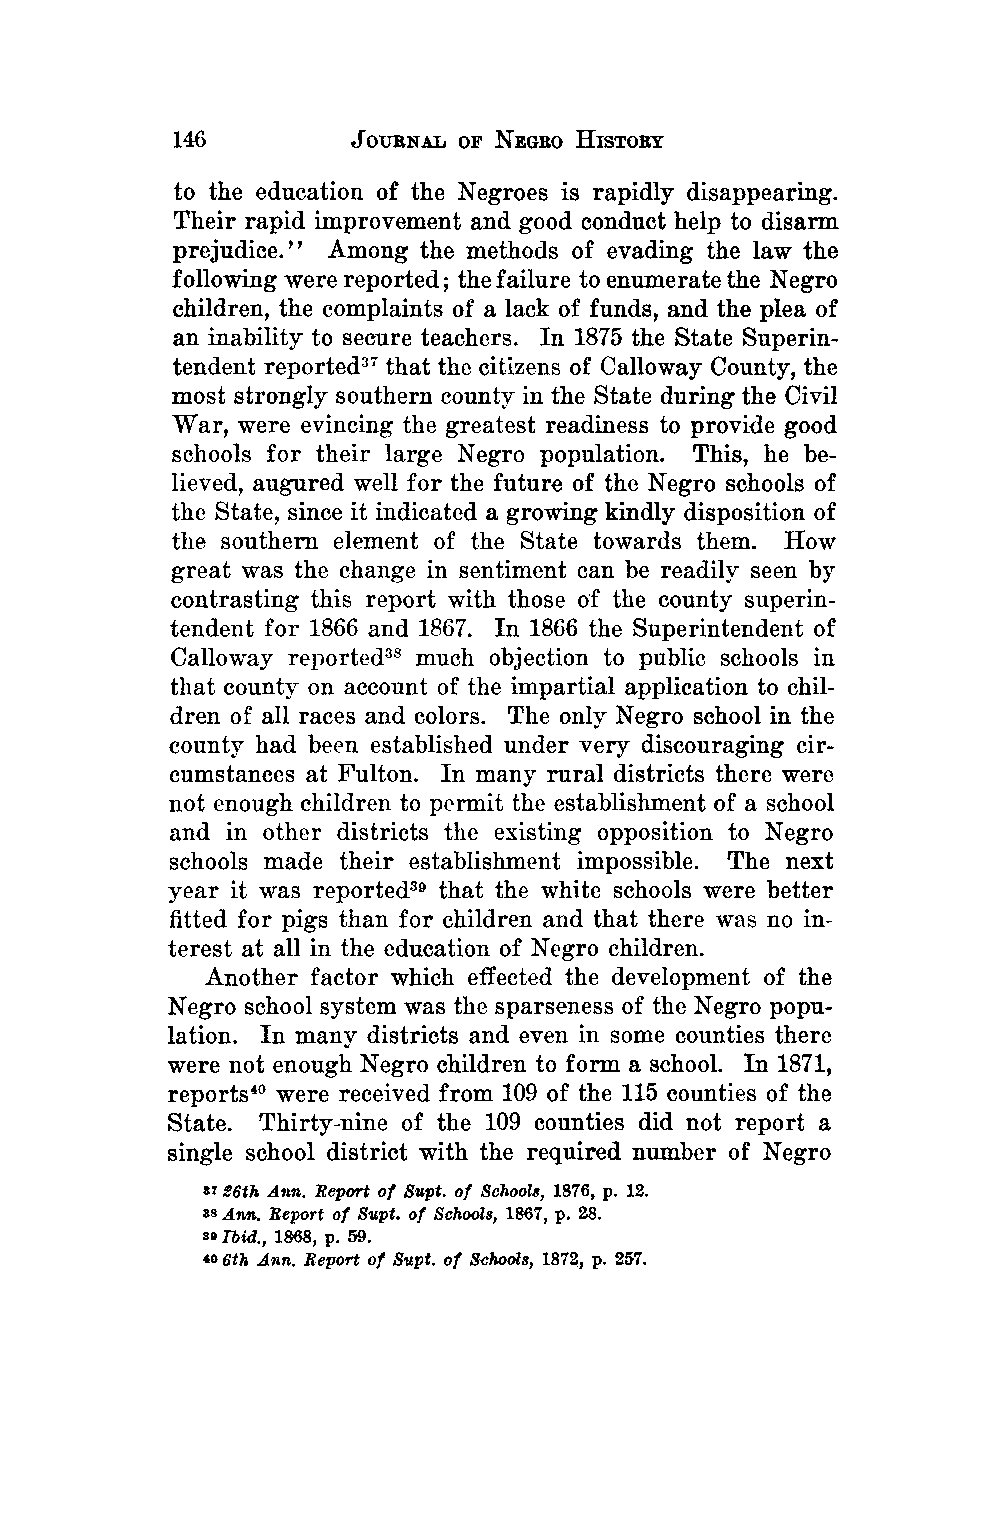 146 JOURNAL OF NEGRO HISTORY
to the education of the Negroes is rapidly disappearing.
Their rapid improvement and good conduct help to disarm
prejudice.'' Among the methods of evading the law the
following were reported; the failure to enumerate the Negro
children, the complaints of a lack of funds, and the plea of
an inability to secure teachers. In 1875 the State Superin-
tendent reported³⁷ that the citizens of Calloway County, the
most strongly southern county in the State during the Civil
War, were evincing the greatest readiness to provide good
schools for their large Negro population. This, he be-
lieved, augured well for the future of the Negro schools of
the State, since it indicated a growing kindly disposition of
the southern element of the State towards them. How
great was the change in sentiment can be readily seen by
contrasting this report with those of the county superin-
tendent for 1866 and 1867. In 1866 the Superintendent of
Calloway reported³⁸ much objection to public schools in
that county on account of the impartial application to chil-
dren of all races and colors. The only Negro school in the
county had been established under very discouraging cir-
cumstances at Fulton. In many rural districts there were
not enough children to permit the establishment of a school
and in other districts the existing opposition to Negro
schools made their establishment impossible. The next
year it was reported³⁹ that the white schools were better
fitted for pigs than for children and that there was no in-
terest at all in the education of Negro children.
Another factor which effected the development of the
Negro school system was the sparseness of the Negro popu-
lation. In many districts and even in some counties there
were not enough Negro children to form a school. In 1871,
reports⁴⁰ were received from 109 of the 115 counties of the
State. Thirty-nine of the 109 counties did not report a
single school district with the required number of Negro
³⁷ 26th Ann. Report of Supt. of Schools, 1876, p. 12.
³⁸ Ann. Report of Supt. of Schools, 1867, p. 28.
³⁹ Ibid., 1868, p. 59.
⁴⁰ 6th Ann. Report of Supt. of Schools, 1872, p. 257.